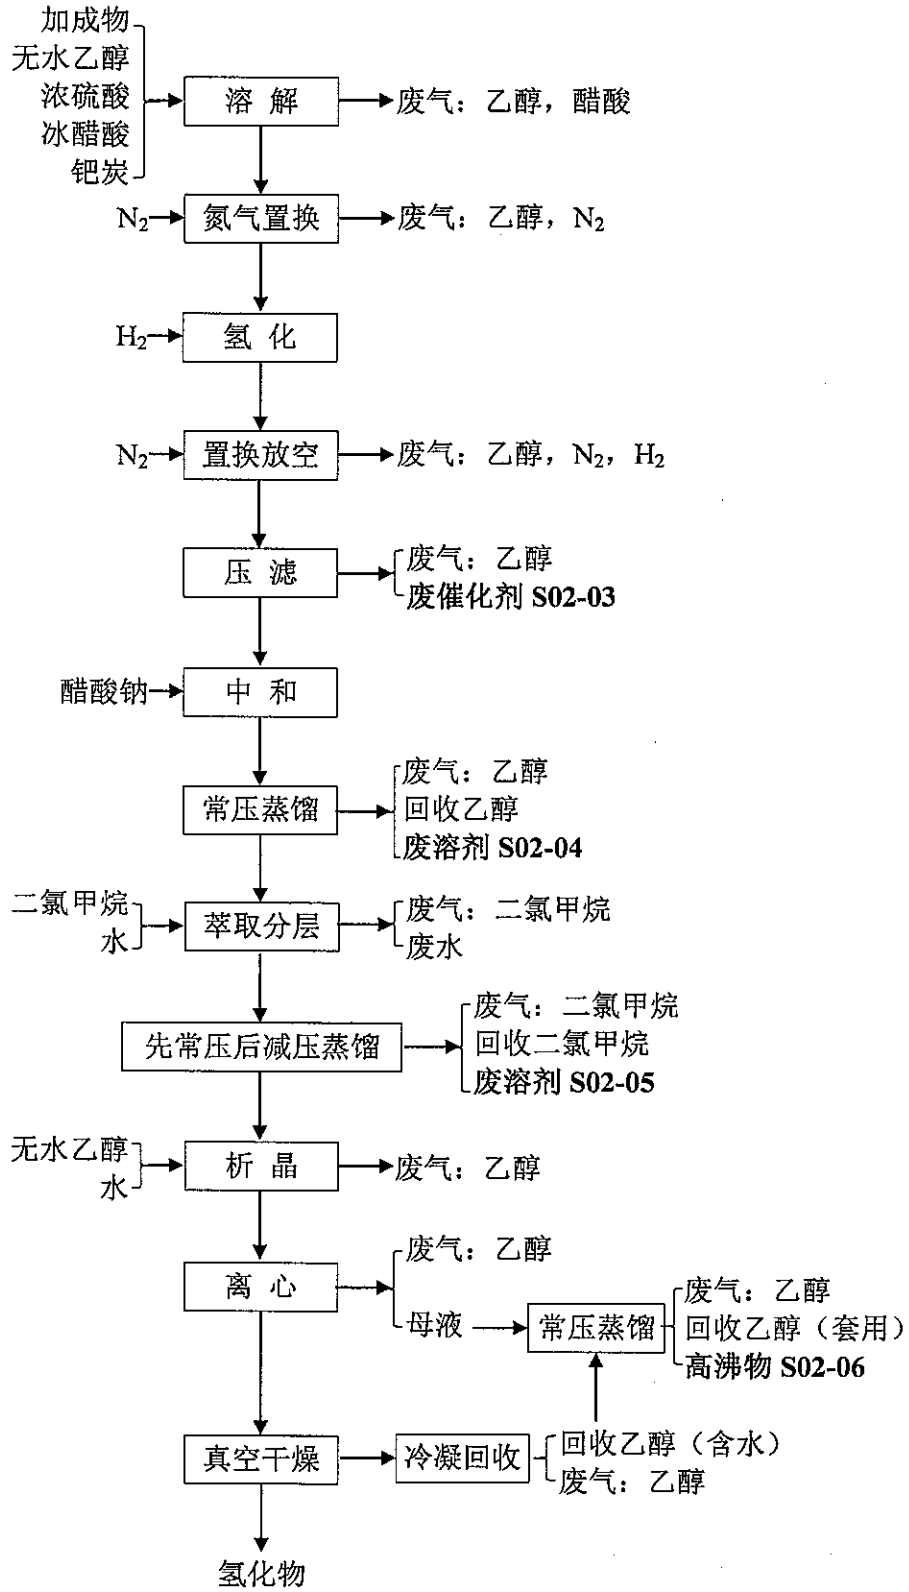 加成物
无水乙醇
浓硫酸
冰醋酸
钯炭
溶 解
废气：乙醇，醋酸
N₂
氮气置换
废气：乙醇，N₂
H₂
氢 化
N₂
置换放空
废气：乙醇，N₂，H₂
压 滤
废气：乙醇
废催化剂 S02-03
醋酸钠
中 和
常压蒸馏
废气：乙醇
回收乙醇
废溶剂 S02-04
二氯甲烷
水
萃取分层
废气：二氯甲烷
废水
先常压后减压蒸馏
废气：二氯甲烷
回收二氯甲烷
废溶剂 S02-05
无水乙醇
水
析 晶
废气：乙醇
离 心
废气：乙醇
母液
常压蒸馏
废气：乙醇
回收乙醇（套用）
高沸物 S02-06
真空干燥
冷凝回收
回收乙醇（含水）
废气：乙醇
氢化物